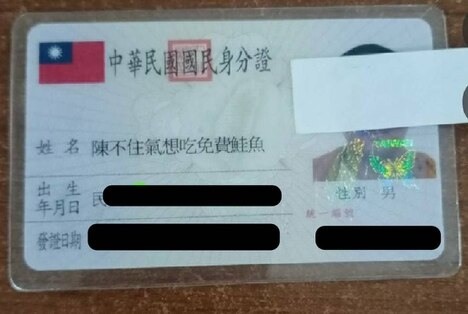 中華民國國民身分證
TAIWAN
姓名 陳不住氣想吃免費鮭魚
出生年月日 民
性別 男
統一編號
發證日期